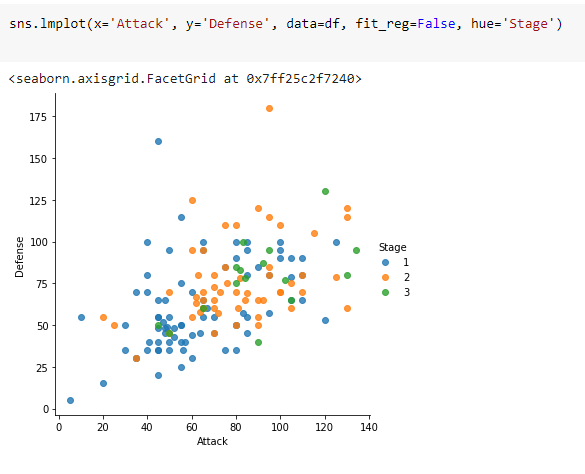 sns.lmplot(x='Attack', y='Defense', data=df, fit_reg=False, hue='Stage')
<seaborn.axisgrid.FacetGrid at 0x7ff25c2f7240>
175
150
125
100
75
50
25
0
Defense
0 20 40 60 80 100 120 140
Attack
Stage
1
2
3